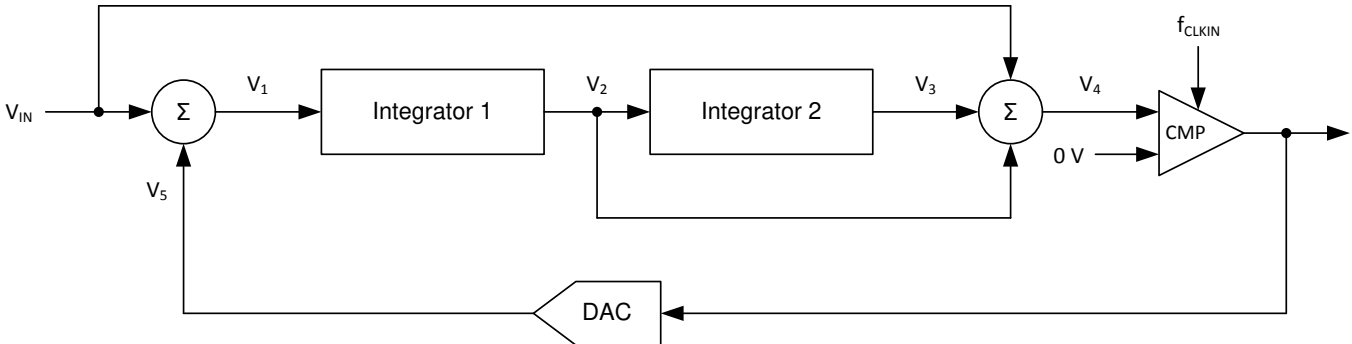 f_CLKIN
V_IN
Σ
V_1
Integrator 1
V_2
Integrator 2
V_3
Σ
V_4
CMP
0 V
V_5
DAC